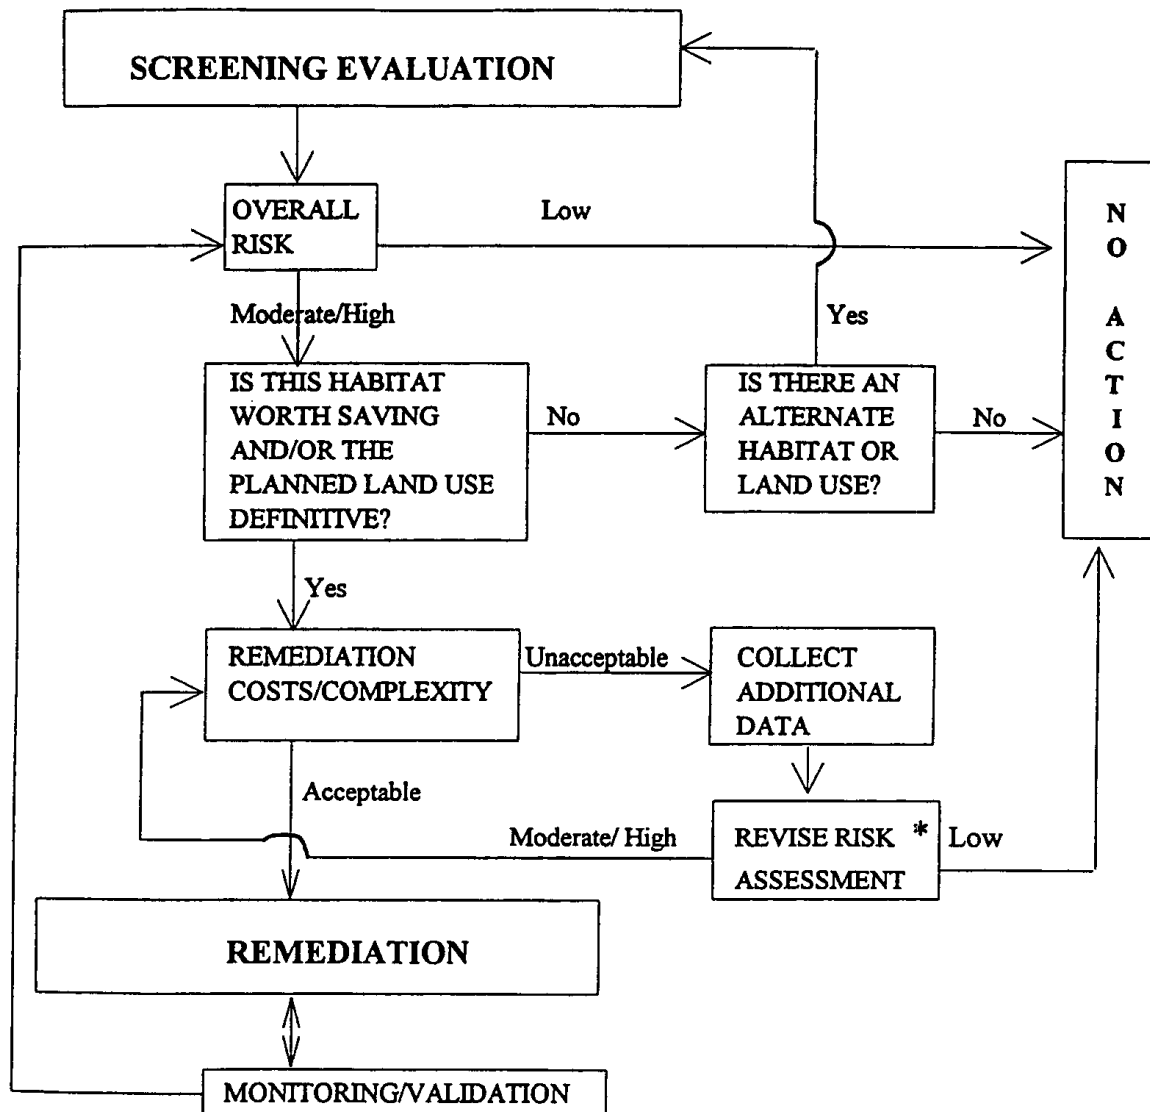 SCREENING EVALUATION
OVERALL
RISK
Low
NO ACTION
Moderate/High
Yes
IS THIS HABITAT
WORTH SAVING
AND/OR THE
PLANNED LAND USE
DEFINITIVE?
No
IS THERE AN
ALTERNATE
HABITAT OR
LAND USE?
No
Yes
REMEDIATION
COSTS/COMPLEXITY
Unacceptable
COLLECT
ADDITIONAL
DATA
Acceptable
Moderate/ High
REVISE RISK *
ASSESSMENT
Low
REMEDIATION
MONITORING/VALIDATION